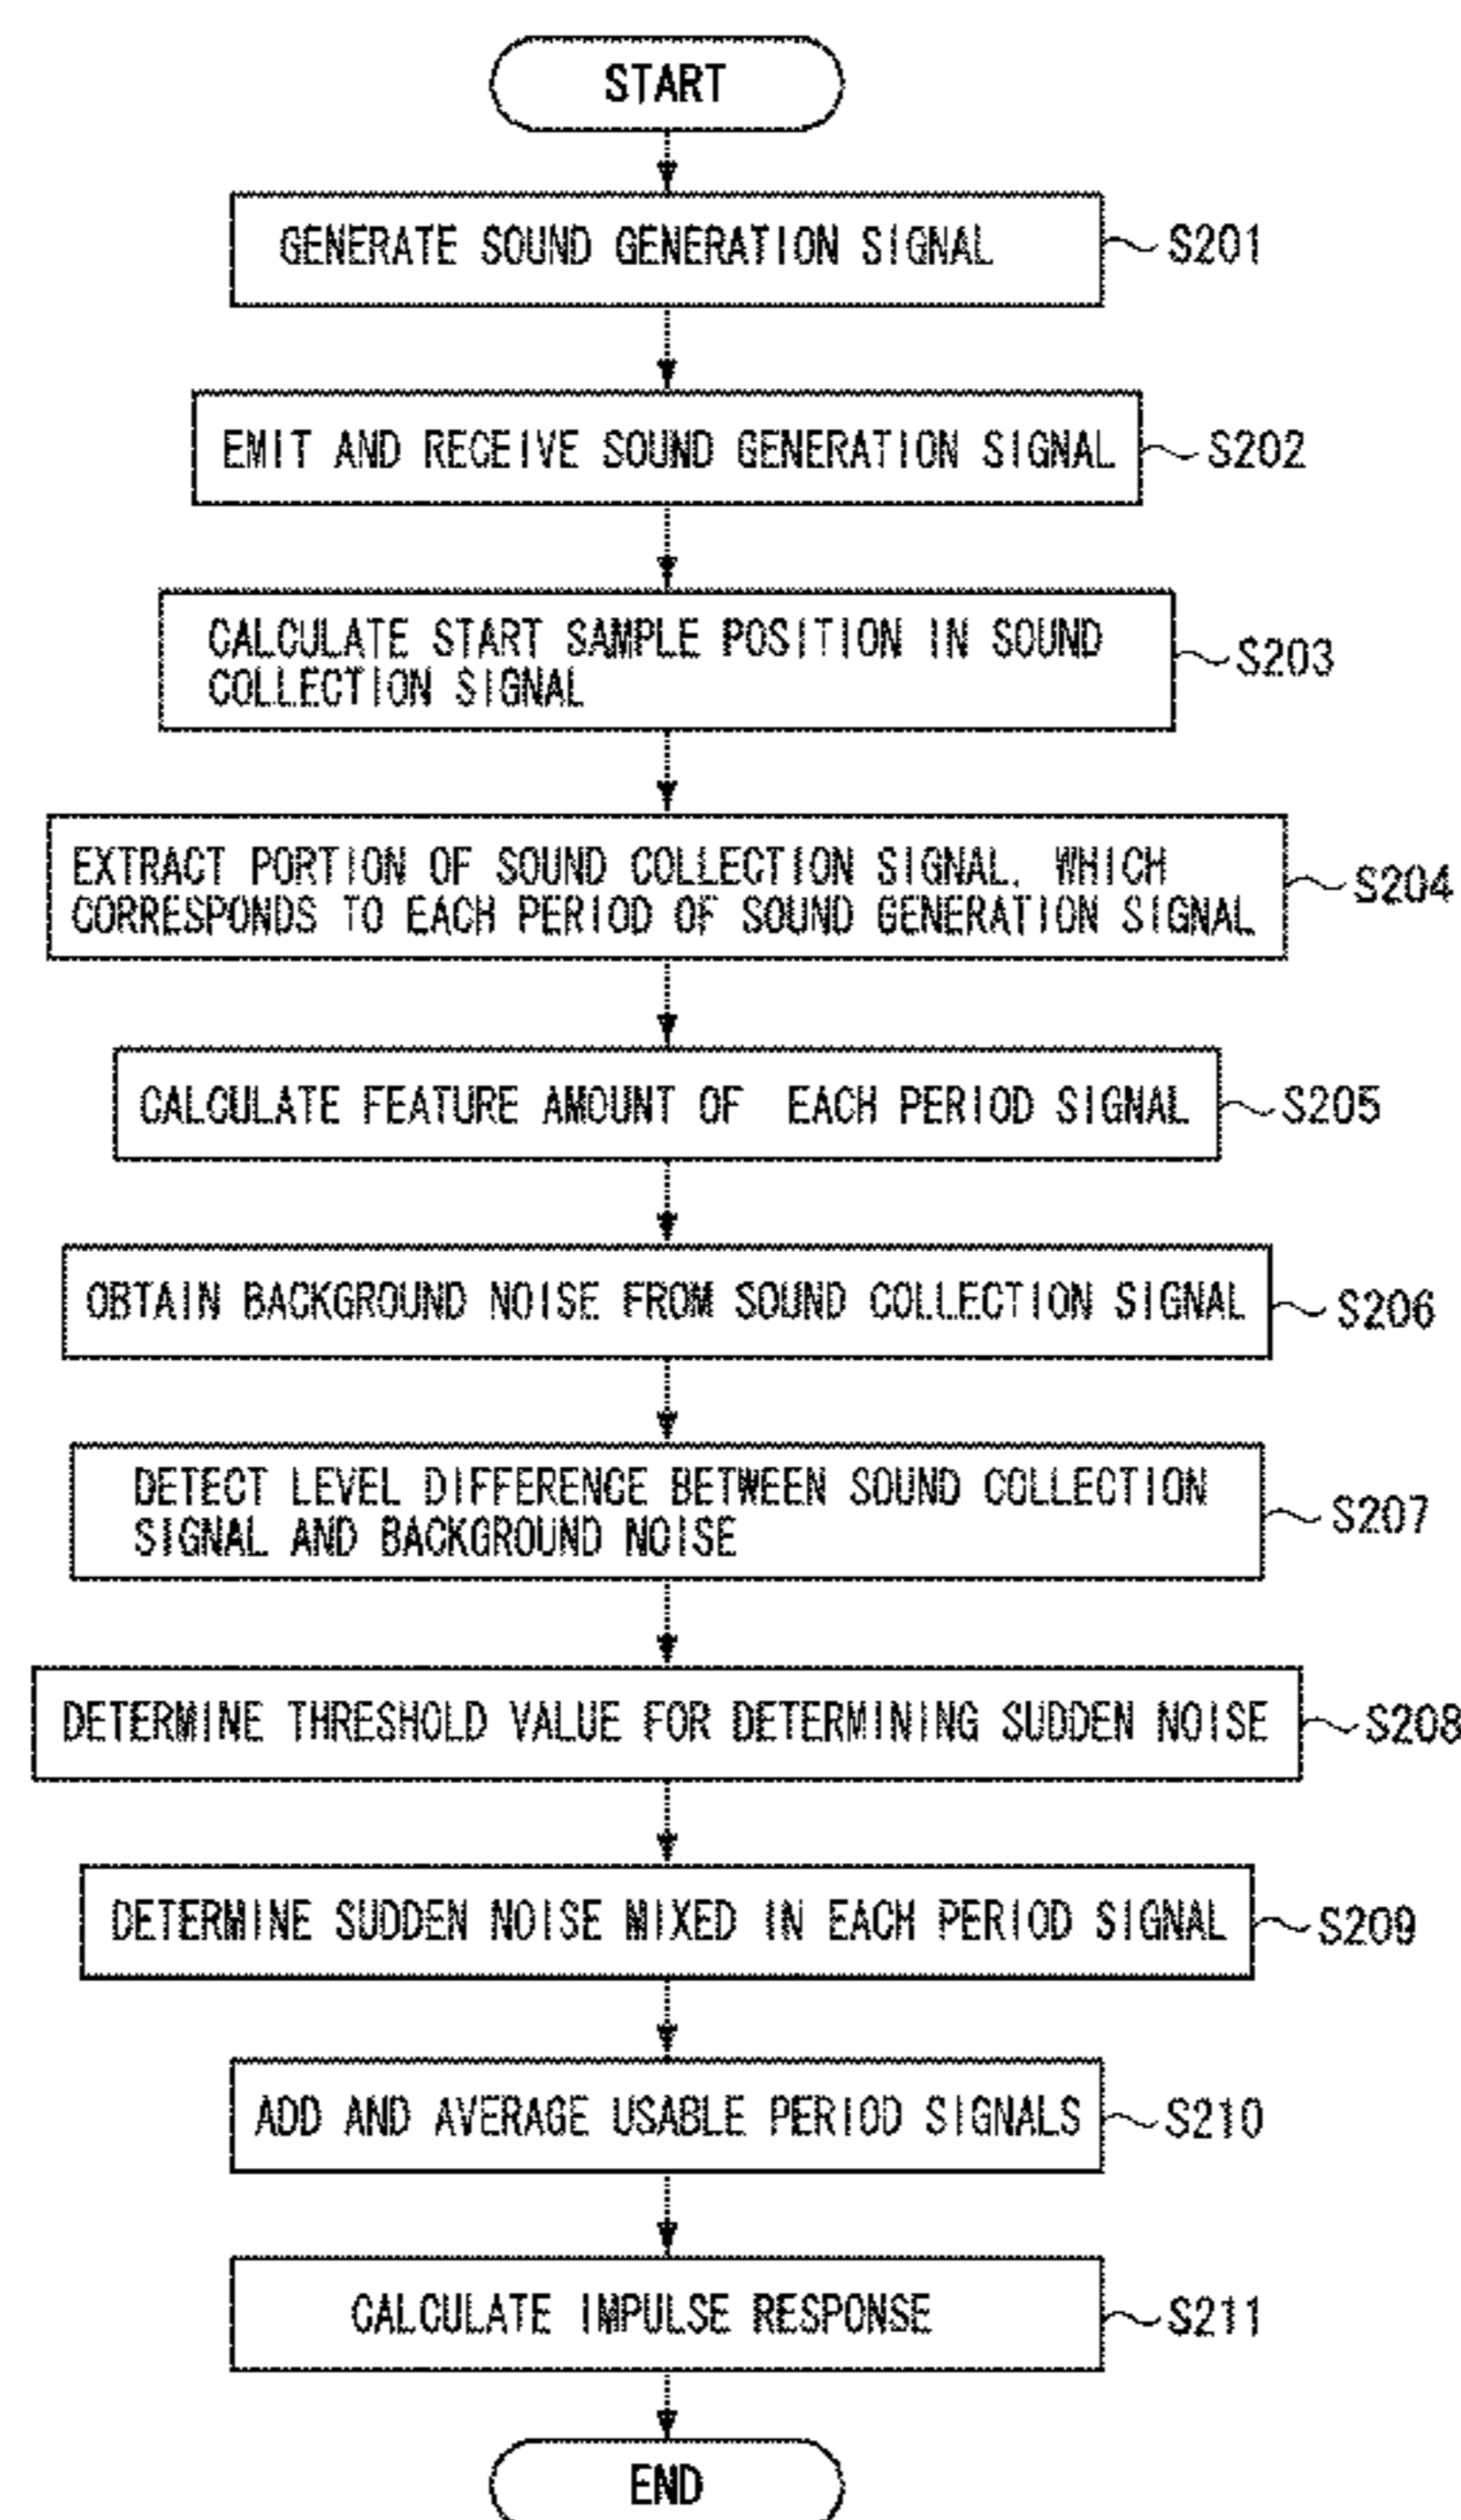 START
GENERATE SOUND GENERATION SIGNAL
S201
EMIT AND RECEIVE SOUND GENERATION SIGNAL
S202
CALCULATE START SAMPLE POSITION IN SOUND
COLLECTION SIGNAL
S203
EXTRACT PORTION OF SOUND COLLECTION SIGNAL, WHICH
CORRESPONDS TO EACH PERIOD OF SOUND GENERATION SIGNAL
S204
CALCULATE FEATURE AMOUNT OF EACH PERIOD SIGNAL
S205
OBTAIN BACKGROUND NOISE FROM SOUND COLLECTION SIGNAL
S206
DETECT LEVEL DIFFERENCE BETWEEN SOUND COLLECTION
SIGNAL AND BACKGROUND NOISE
S207
DETERMINE THRESHOLD VALUE FOR DETERMINING SUDDEN NOISE
S208
DETERMINE SUDDEN NOISE MIXED IN EACH PERIOD SIGNAL
S209
ADD AND AVERAGE USABLE PERIOD SIGNALS
S210
CALCULATE IMPULSE RESPONSE
S211
END